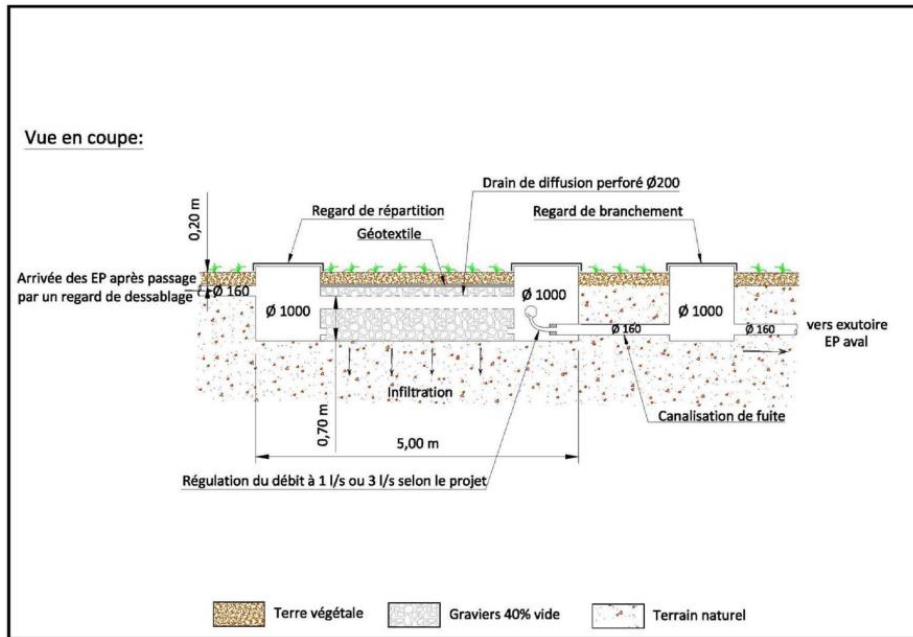 Vue en coupe:
Drain de diffusion perforé Ø200
0,20 m
Regard de répartition
Regard de branchement
Géotextile
Arrivée des EP après passage
par un regard de dessablage
Ø 160
Ø 1000
Ø 1000
Ø 1000
Ø 160
Ø 160
vers exutoire
EP aval
Infiltration
0,70 m
Canalisation de fuite
5,00 m
Régulation du débit à 1 l/s ou 3 l/s selon le projet
Terre végétale
Graviers 40% vide
Terrain naturel